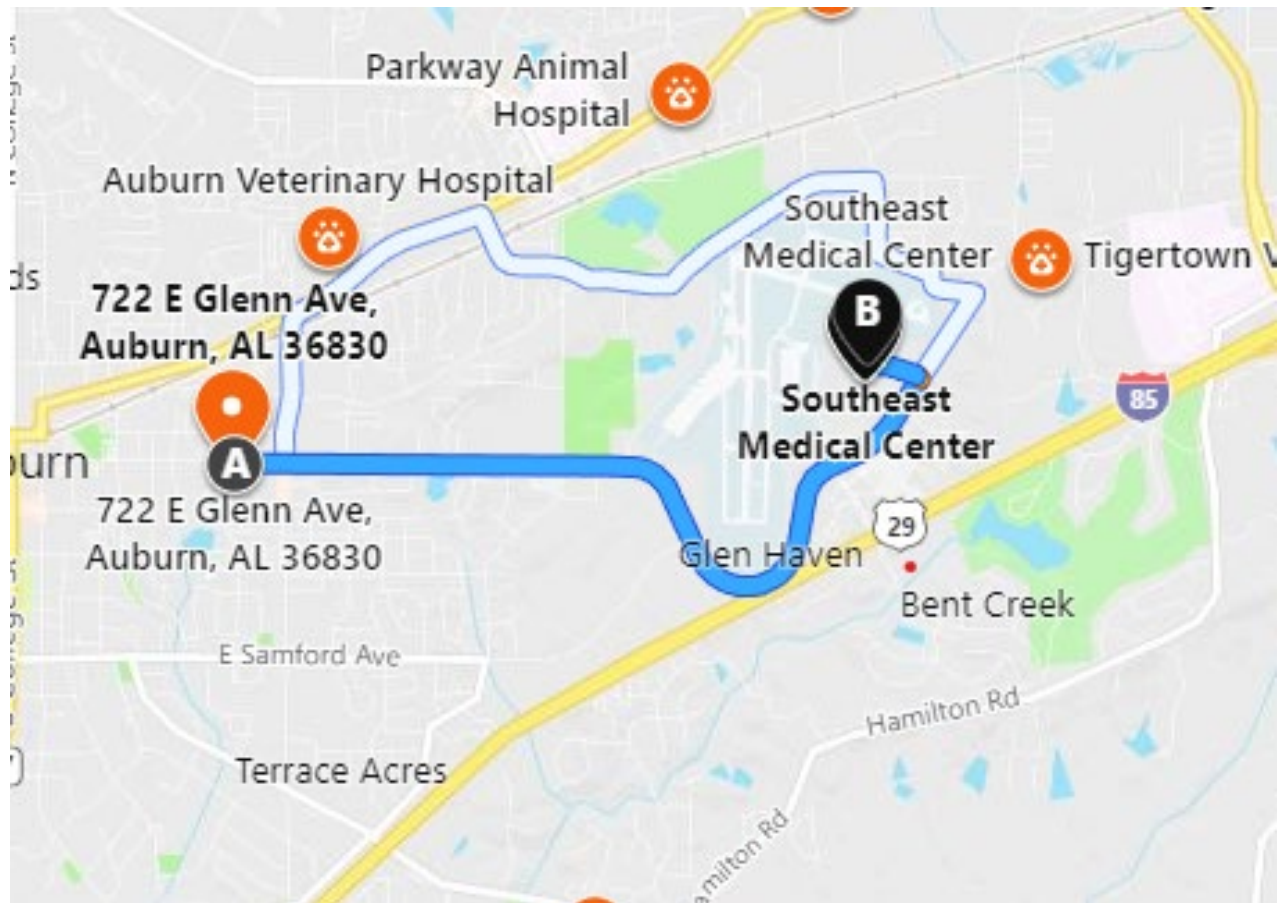 Parkway Animal
Hospital
Auburn Veterinary Hospital
Southeast
Medical Center
Tigertown V
ds
722 E Glenn Ave,
Auburn, AL 36830
B
85
Southeast
Medical Center
burn
A
722 E Glenn Ave,
Auburn, AL 36830
29
Glen Haven
Bent Creek
E Samford Ave
Hamilton Rd
Terrace Acres
amilton Rd